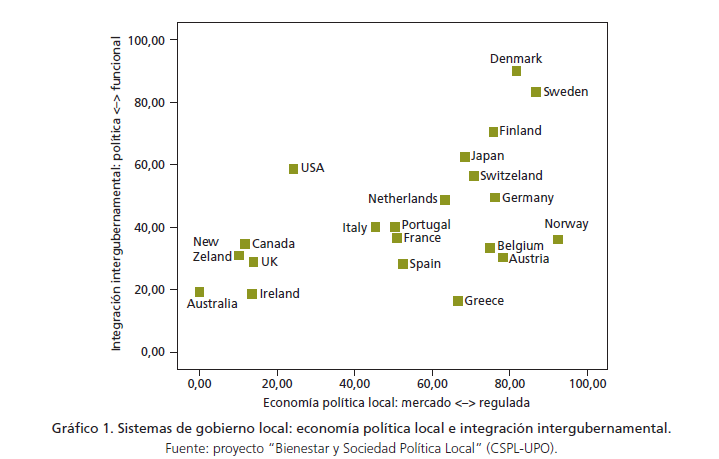 Integración intergubernamental: política <–> funcional
100,00
80,00
60,00
40,00
20,00
0,00
Denmark
Sweden
Finland
Japan
USA
Switzeland
Netherlands
Germany
Italy
Portugal
Norway
France
New
Zeland
Canada
Belgium
UK
Spain
Austria
Australia
Ireland
Greece
0,00 20,00 40,00 60,00 80,00 100,00
Economía política local: mercado <–> regulada
Gráfico 1. Sistemas de gobierno local: economía política local e integración intergubernamental.
Fuente: proyecto “Bienestar y Sociedad Política Local” (CSPL-UPO).